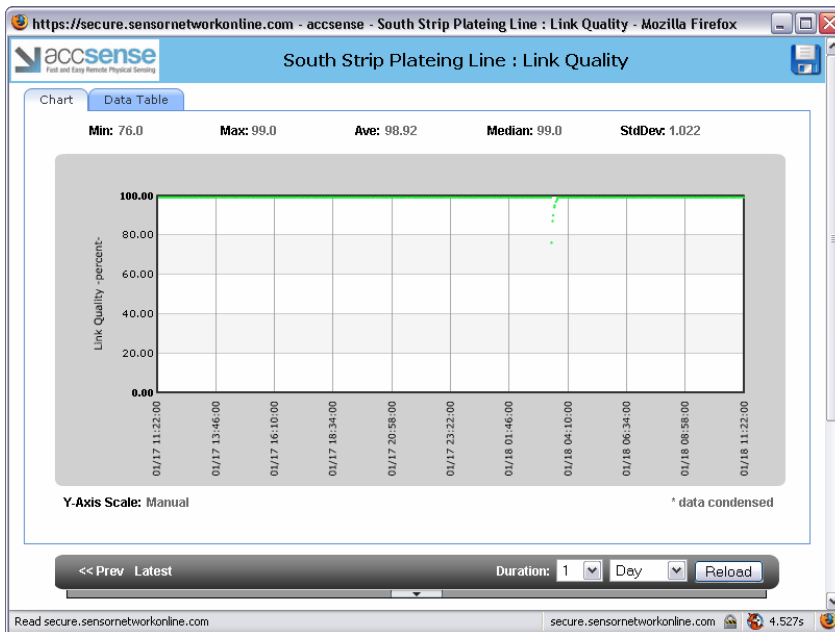 https://secure.sensornetworkonline.com - accsense - South Strip Plateing Line : Link Quality - Mozilla Firefox
accsense
Fast and Easy Remote Physical Sensing
South Strip Plateing Line : Link Quality
Chart Data Table
Min: 76.0 Max: 99.0 Ave: 98.92 Median: 99.0 StdDev: 1.022
Link Quality -percent-
100.00
80.00
60.00
40.00
20.00
0.00
01/17 11:22:00
01/17 13:46:00
01/17 16:10:00
01/17 18:34:00
01/17 20:58:00
01/17 23:22:00
01/18 01:46:00
01/18 04:10:00
01/18 06:34:00
01/18 08:58:00
01/18 11:22:00
Y-Axis Scale: Manual * data condensed
<< Prev Latest Duration: 1 Day Reload
Read secure.sensornetworkonline.com secure.sensornetworkonline.com 4.527s